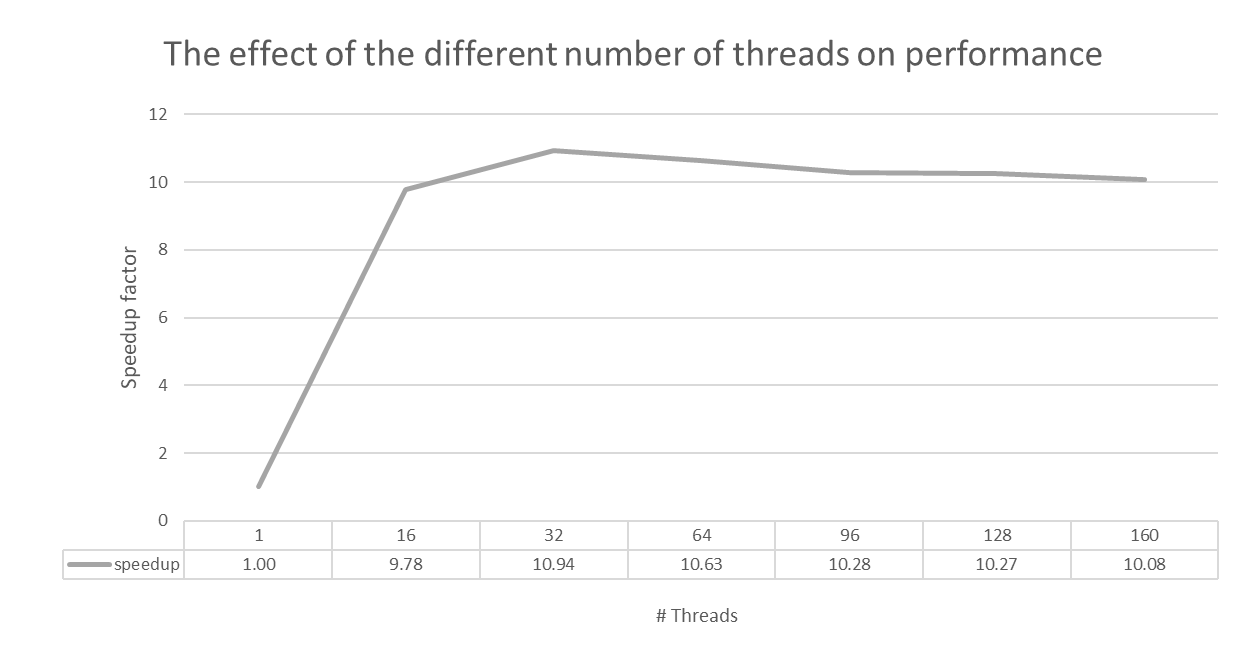 The effect of the different number of threads on performance
12
10
8
6
4
2
0
Speedup factor
1 16 32 64 96 128 160
speedup 1.00 9.78 10.94 10.63 10.28 10.27 10.08
# Threads